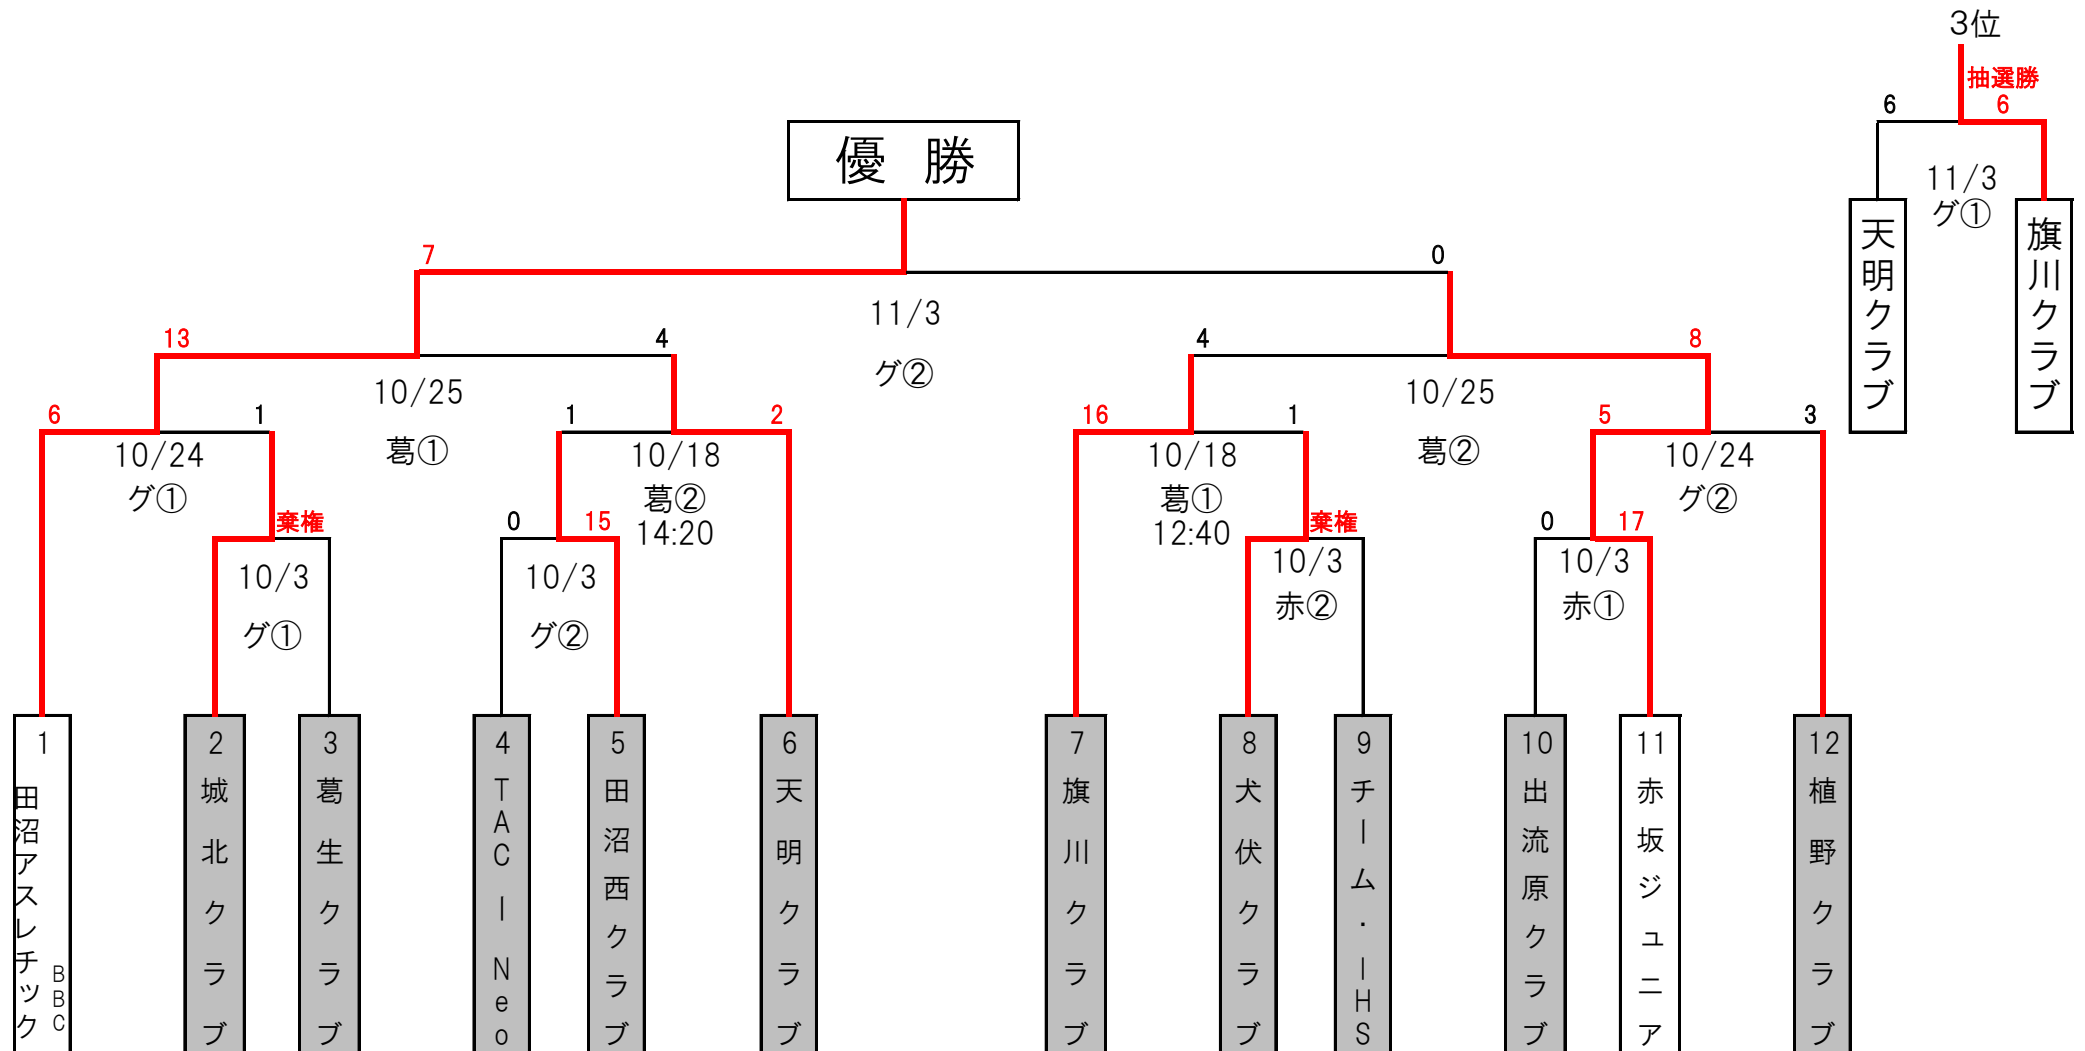 3位
抽選勝
6 6
優 勝
11/3
グ①
天明クラブ
旗川クラブ
7 0
11/3
グ②
13 4 4 8
10/25
葛①
10/25
葛②
6 1 1 2 16 1 5 3
10/24
グ①
10/18
葛②
14:20
10/18
葛①
12:40
10/24
グ②
棄権 0 15 棄権 0 17
10/3
グ①
10/3
グ②
10/3
赤②
10/3
赤①
1
田沼アスレチック
BBC
2
城北クラブ
3
葛生クラブ
4
TAC I Neo
5
田沼西クラブ
6
天明クラブ
7
旗川クラブ
8
犬伏クラブ
9
チーム・IHS
10
出流原クラブ
11
赤坂ジュニア
12
植野クラブ